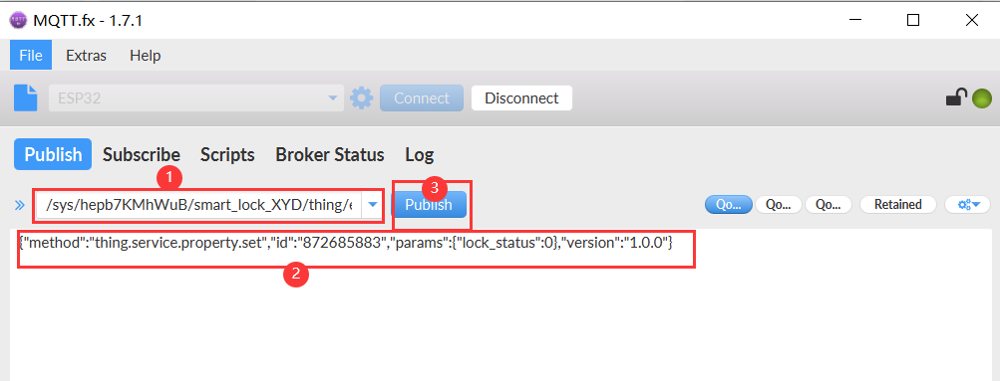 MQTT.fx - 1.7.1
File Extras Help
ESP32 Connect Disconnect
Publish Subscribe Scripts Broker Status Log
1
3
/sys/hepb7KMhWuB/smart_lock_XYD/thing/e Publish Qo... Qo... Qo... Retained
{"method":"thing.service.property.set","id":"872685883","params":{"lock_status":0},"version":"1.0.0"}
2